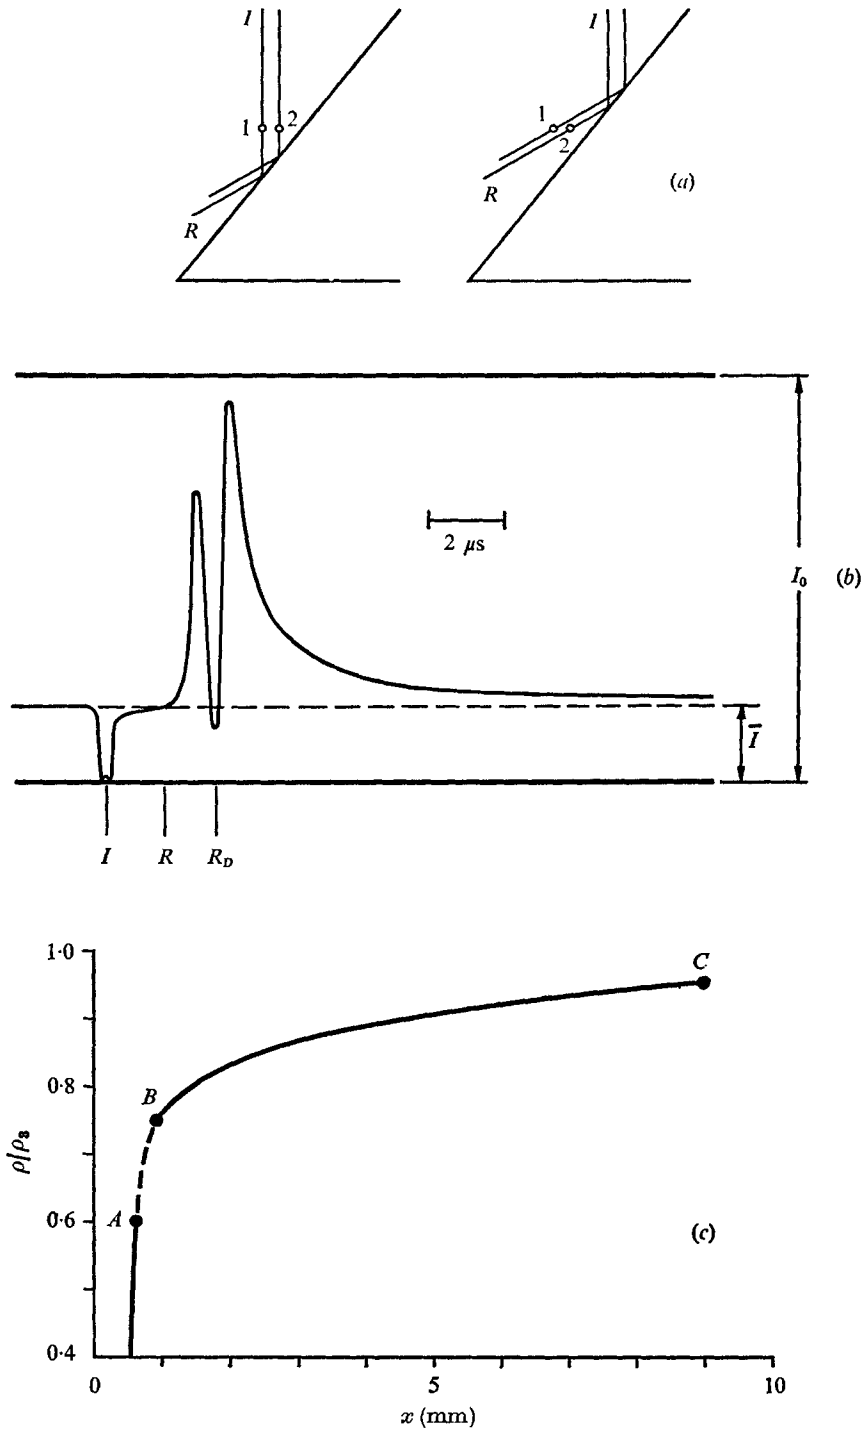 I I
1 2 1
2
R R (a)
2 μs
I₀ (b)
Ī
I R R_D
1·0
C
0·8
B
ρ/ρ₃
0·6 A
(c)
0·4
0 5 10
x (mm)